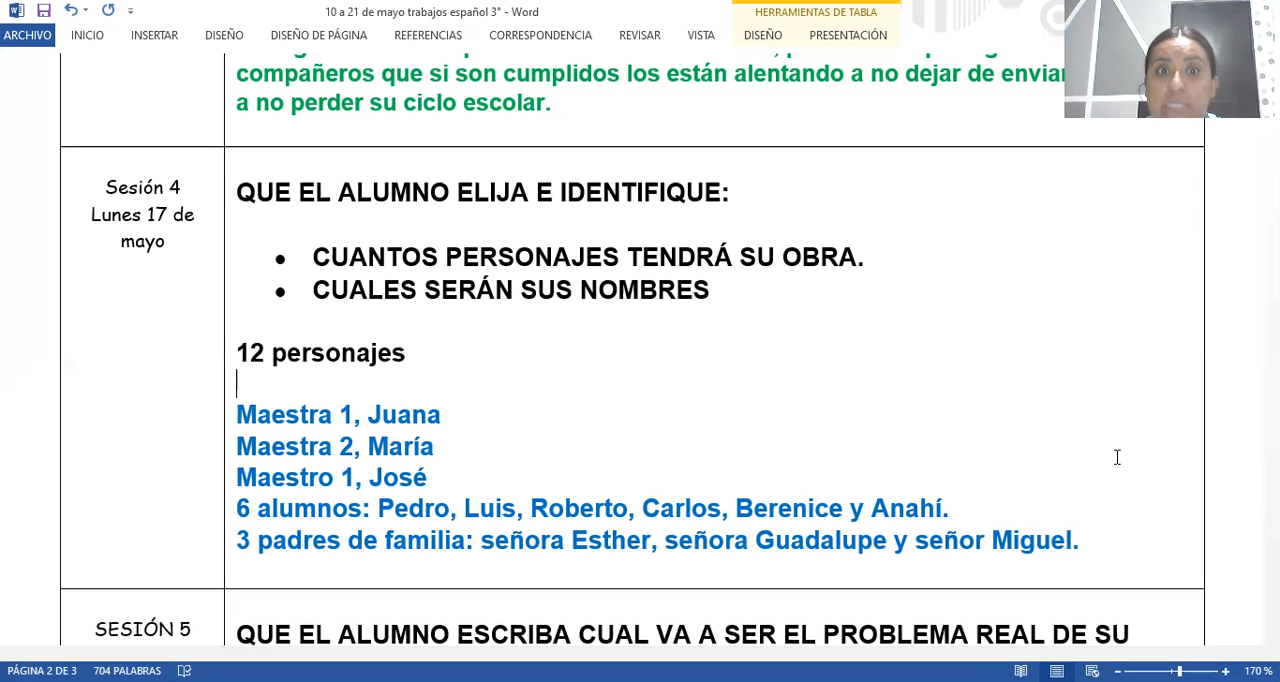 10 a 21 de mayo trabajos español 3° - Word
HERRAMIENTAS DE TABLA
ARCHIVO INICIO INSERTAR DISEÑO DISEÑO DE PÁGINA REFERENCIAS CORRESPONDENCIA REVISAR VISTA DISEÑO PRESENTACIÓN
compañeros que si son cumplidos los están alentando a no dejar de enviar
a no perder su ciclo escolar.
Sesión 4
Lunes 17 de
mayo
QUE EL ALUMNO ELIJA E IDENTIFIQUE:
• CUANTOS PERSONAJES TENDRÁ SU OBRA.
• CUALES SERÁN SUS NOMBRES
12 personajes
Maestra 1, Juana
Maestra 2, María
Maestro 1, José
6 alumnos: Pedro, Luis, Roberto, Carlos, Berenice y Anahí.
3 padres de familia: señora Esther, señora Guadalupe y señor Miguel.
SESIÓN 5
QUE EL ALUMNO ESCRIBA CUAL VA A SER EL PROBLEMA REAL DE SU
PÁGINA 2 DE 3 704 PALABRAS 170 %